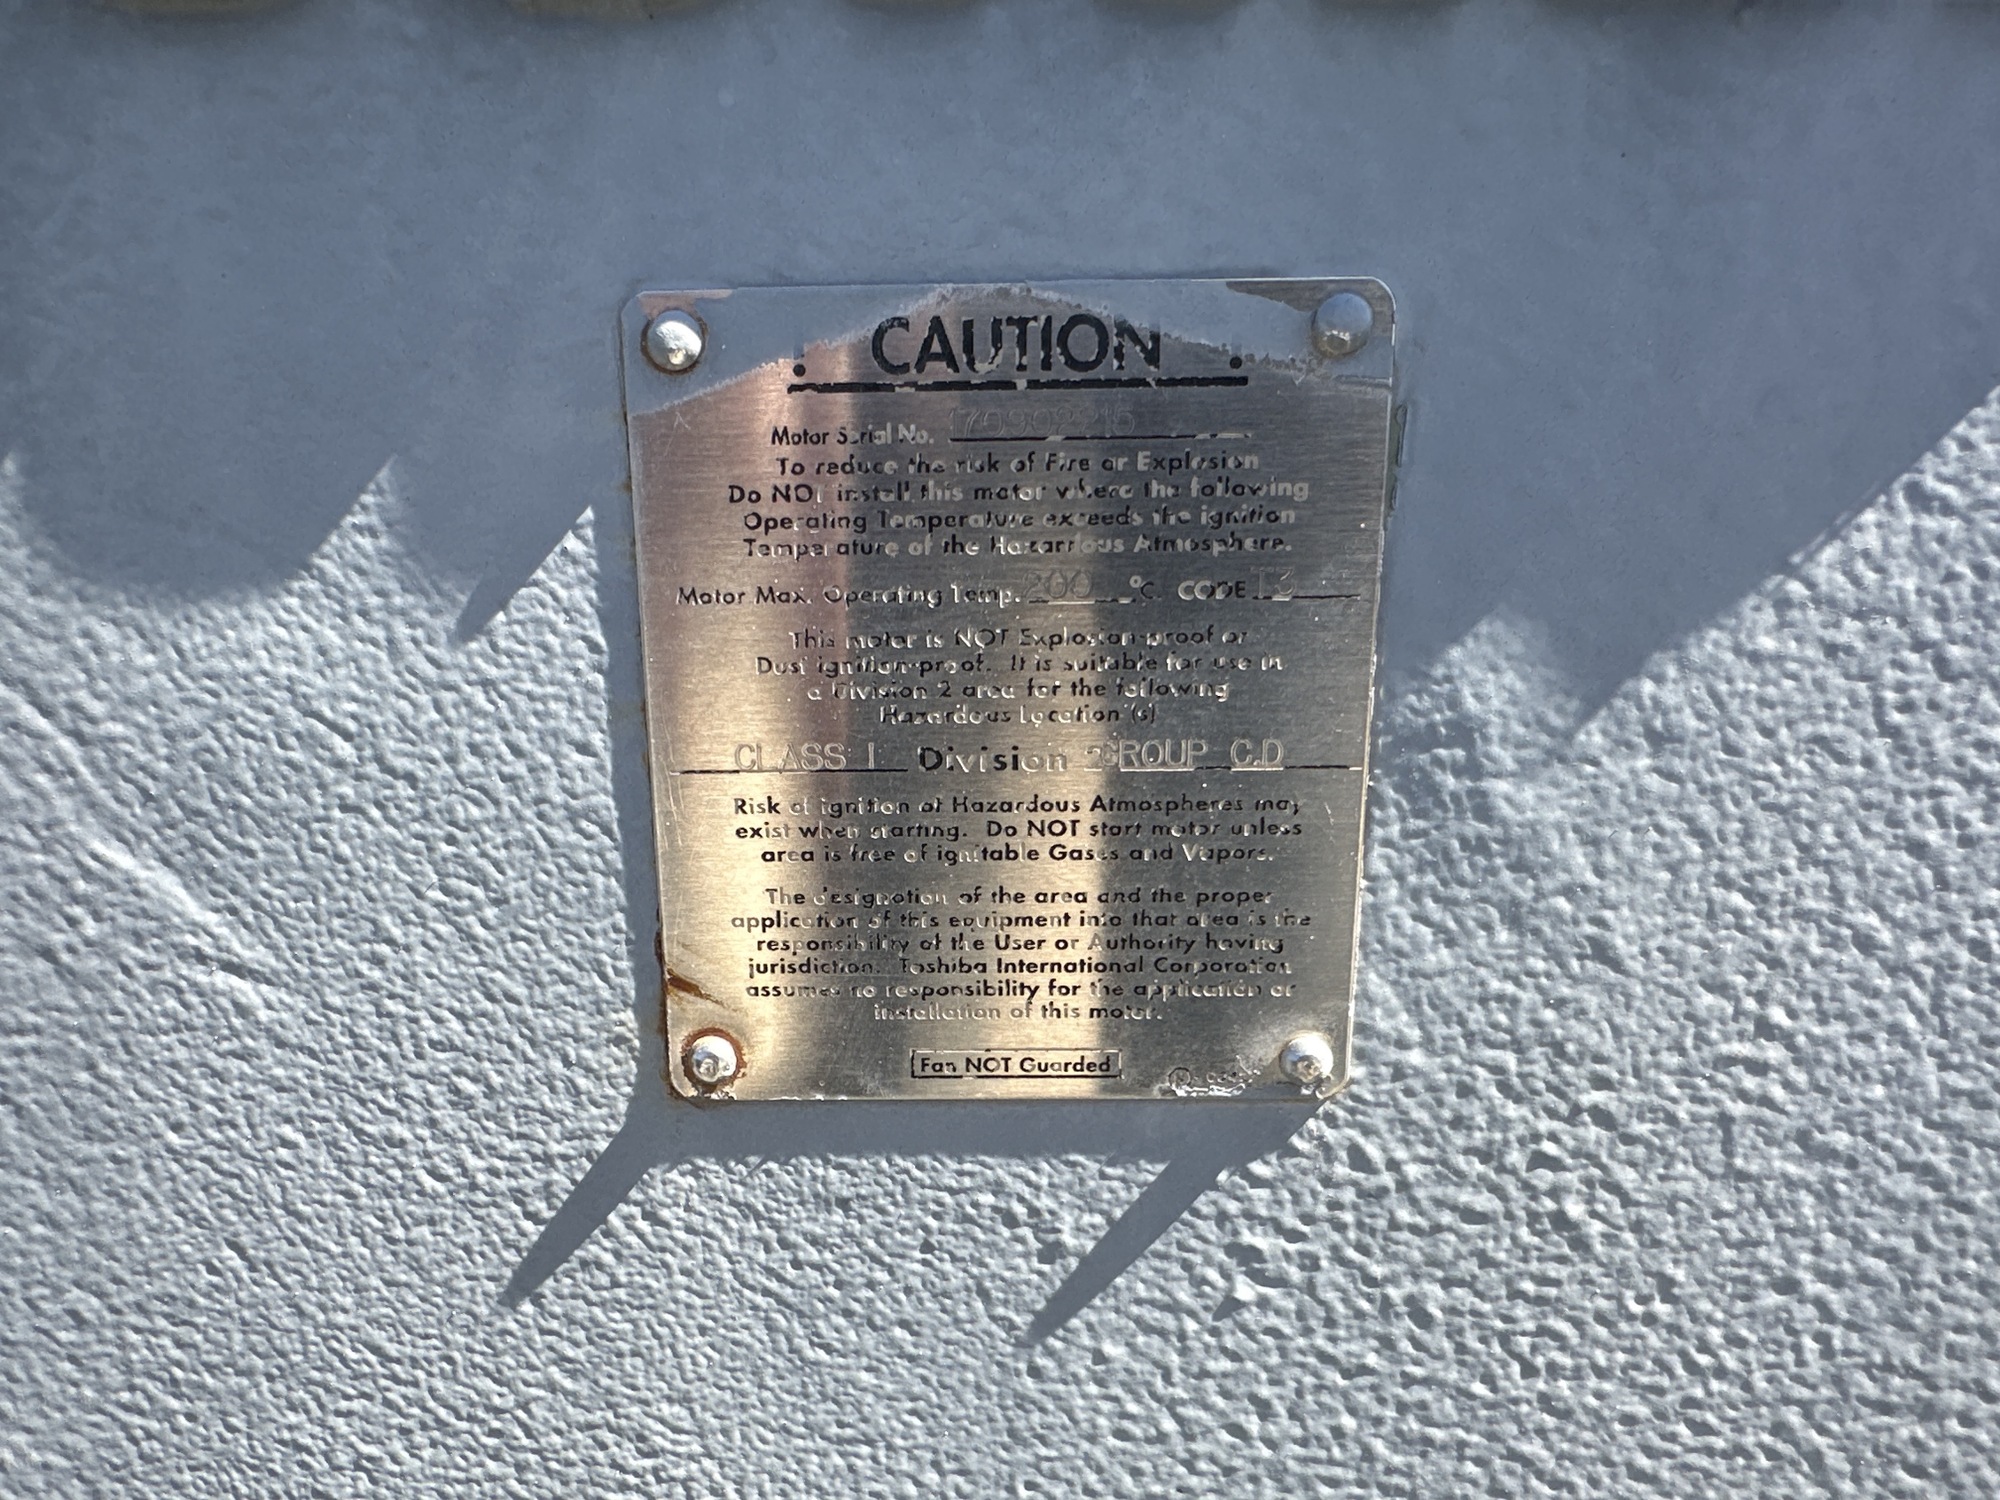 ! CAUTION !
Motor Serial No. 170902215
To reduce the risk of Fire or Explosion
Do NOT install this motor where the following
Operating Temperature exceeds the ignition
Temperature of the Hazardous Atmosphere.
Motor Max. Operating Temp. 200 °C. CODE T3
This motor is NOT Explosion-proof or
Dust ignition-proof. It is suitable for use in
a Division 2 area for the following
Hazardous Location (s)
CLASS I Division 2 GROUP C,D
Risk of ignition of Hazardous Atmospheres may
exist when starting. Do NOT start motor unless
area is free of ignitable Gases and Vapors.
The designation of the area and the proper
application of this equipment into that area is the
responsibility of the User or Authority having
jurisdiction. Toshiba International Corporation
assumes no responsibility for the application or
installation of this motor.
Fan NOT Guarded